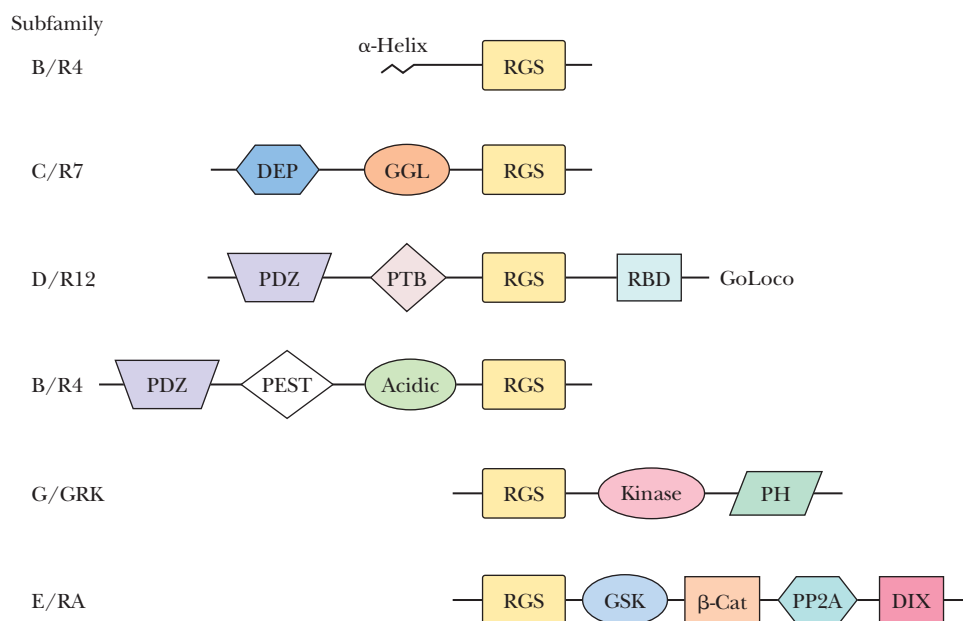 Subfamily
α-Helix
B/R4 RGS
C/R7 DEP GGL RGS
D/R12 PDZ PTB RGS RBD GoLoco
B/R4 PDZ PEST Acidic RGS
G/GRK RGS Kinase PH
E/RA RGS GSK β-Cat PP2A DIX